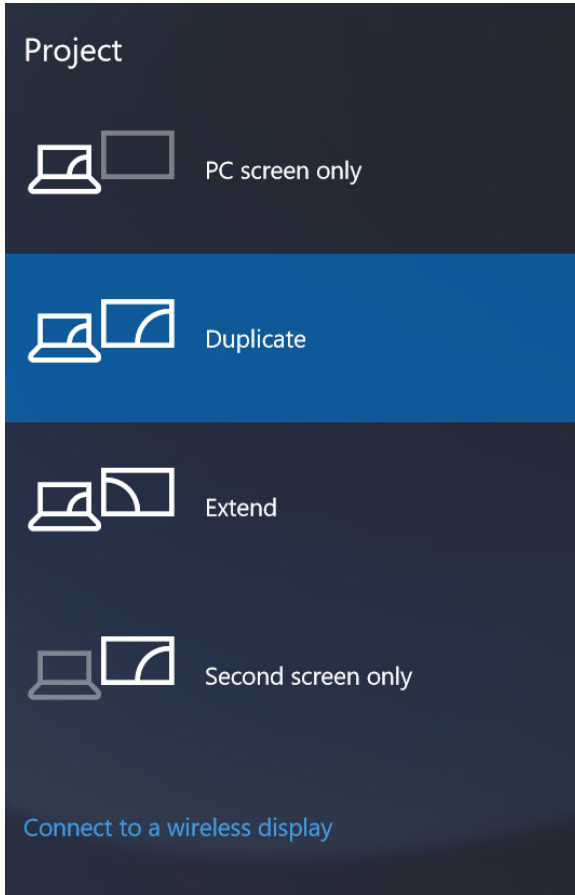 Project
PC screen only
Duplicate
Extend
Second screen only
Connect to a wireless display